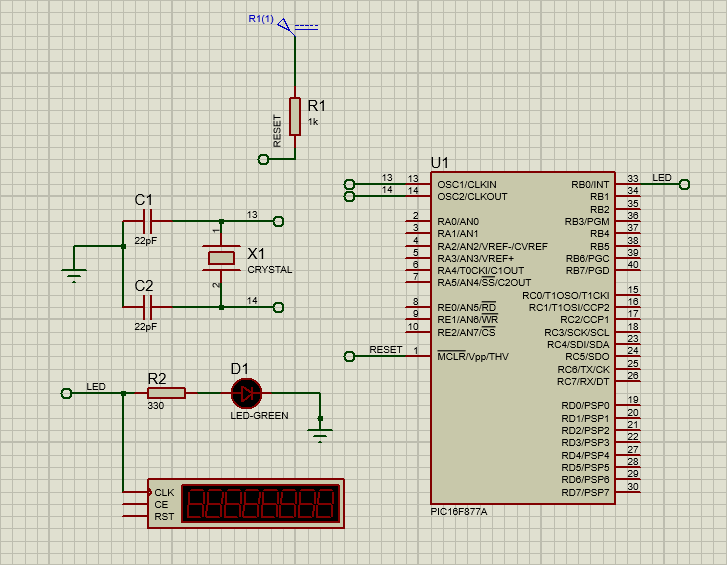 R1(1)
R1
1k
RESET
U1
13 13 OSC1/CLKIN RB0/INT 33 LED
14 14 OSC2/CLKOUT RB1 34
RB2 35
2 RA0/AN0 RB3/PGM 36
3 RA1/AN1 RB4 37
4 RA2/AN2/VREF-/CVREF RB5 38
5 RA3/AN3/VREF+ RB6/PGC 39
6 RA4/T0CKI/C1OUT RB7/PGD 40
7 RA5/AN4/SS/C2OUT
RC0/T1OSO/T1CKI 15
8 RE0/AN5/RD RC1/T1OSI/CCP2 16
9 RE1/AN6/WR RC2/CCP1 17
10 RE2/AN7/CS RC3/SCK/SCL 18
RC4/SDI/SDA 23
RESET 1 MCLR/Vpp/THV RC5/SDO 24
RC6/TX/CK 25
RC7/RX/DT 26
RD0/PSP0 19
RD1/PSP1 20
RD2/PSP2 21
RD3/PSP3 22
RD4/PSP4 27
RD5/PSP5 28
RD6/PSP6 29
RD7/PSP7 30
PIC16F877A
C1
22pF
13
1
X1
CRYSTAL
2
C2
22pF
14
LED
R2
330
D1
LED-GREEN
CLK
CE
RST
88888888